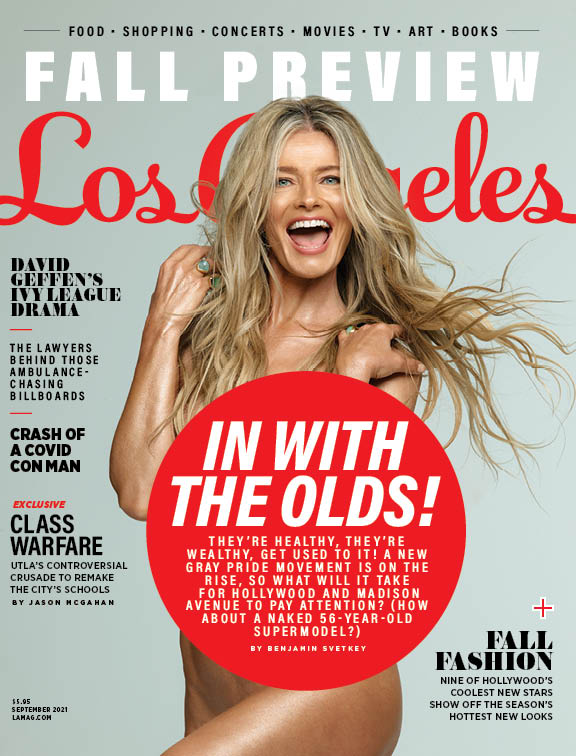 FOOD • SHOPPING • CONCERTS • MOVIES • TV • ART • BOOKS
FALL PREVIEW
Los Angeles
DAVID
GEFFEN'S
IVY LEAGUE
DRAMA
THE LAWYERS
BEHIND THOSE
AMBULANCE-
CHASING
BILLBOARDS
CRASH OF
A COVID
CON MAN
EXCLUSIVE
CLASS
WARFARE
UTLA'S CONTROVERSIAL
CRUSADE TO REMAKE
THE CITY'S SCHOOLS
BY JASON MCGAHAN
IN WITH
THE OLDS!
THEY'RE HEALTHY, THEY'RE
WEALTHY, GET USED TO IT! A NEW
GRAY PRIDE MOVEMENT IS ON THE
RISE, SO WHAT WILL IT TAKE
FOR HOLLYWOOD AND MADISON
AVENUE TO PAY ATTENTION? (HOW
ABOUT A NAKED 56-YEAR-OLD
SUPERMODEL?)
BY BENJAMIN SVETKEY
+
FALL
FASHION
NINE OF HOLLYWOOD'S
COOLEST NEW STARS
SHOW OFF THE SEASON'S
HOTTEST NEW LOOKS
$5.95
SEPTEMBER 2021
LAMAG.COM